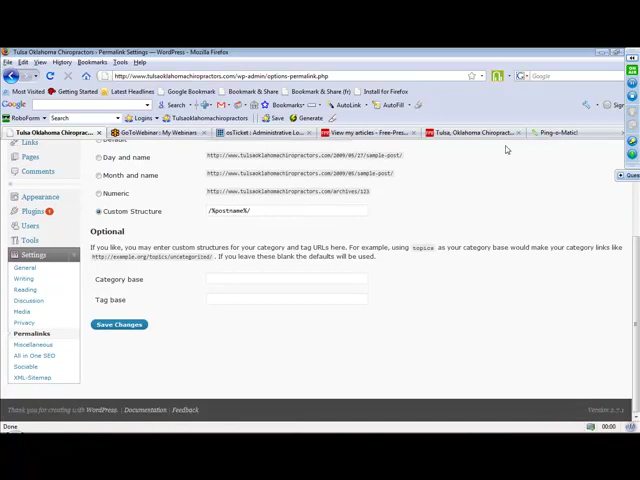 Tulsa Oklahoma Chiropractors › Permalink Settings — WordPress - Mozilla Firefox
File Edit View History Bookmarks Tools Help
http://www.tulsaoklahomachiropractors.com/wp-admin/options-permalink.php
Google
Most Visited Getting Started Latest Headlines Bookmark & Share Google Bookmark Bookmark & Share (fr) Install for Firefox
Google Search Bookmarks AutoLink AutoFill
RoboForm Search Logins Tulsaoklahomachiropractors Save Generate
Tulsa Oklahoma Chiroprac... GoToWebinar : My Webinars osTicket : Administrative Lo... View my articles - Free-Pres... Tulsa, Oklahoma Chiropract... Ping-o-Matic!
Links
Pages
Comments
Appearance
Plugins 1
Users
Tools
Settings
General
Writing
Reading
Discussion
Media
Privacy
Permalinks
Miscellaneous
All in One SEO
Sociable
XML-Sitemap
Day and name http://www.tulsaoklahomachiropractors.com/2009/05/27/sample-post/
Month and name http://www.tulsaoklahomachiropractors.com/2009/05/sample-post/
Numeric http://www.tulsaoklahomachiropractors.com/archives/123
Custom Structure /%postname%/
Optional
If you like, you may enter custom structures for your category and tag URLs here. For example, using topics as your category base would make your category links like
http://example.org/topics/uncategorized/ . If you leave these blank the defaults will be used.
Category base
Tag base
Save Changes
Thank you for creating with WordPress. | Documentation | Feedback
Version 2.7.1
Done
00:00